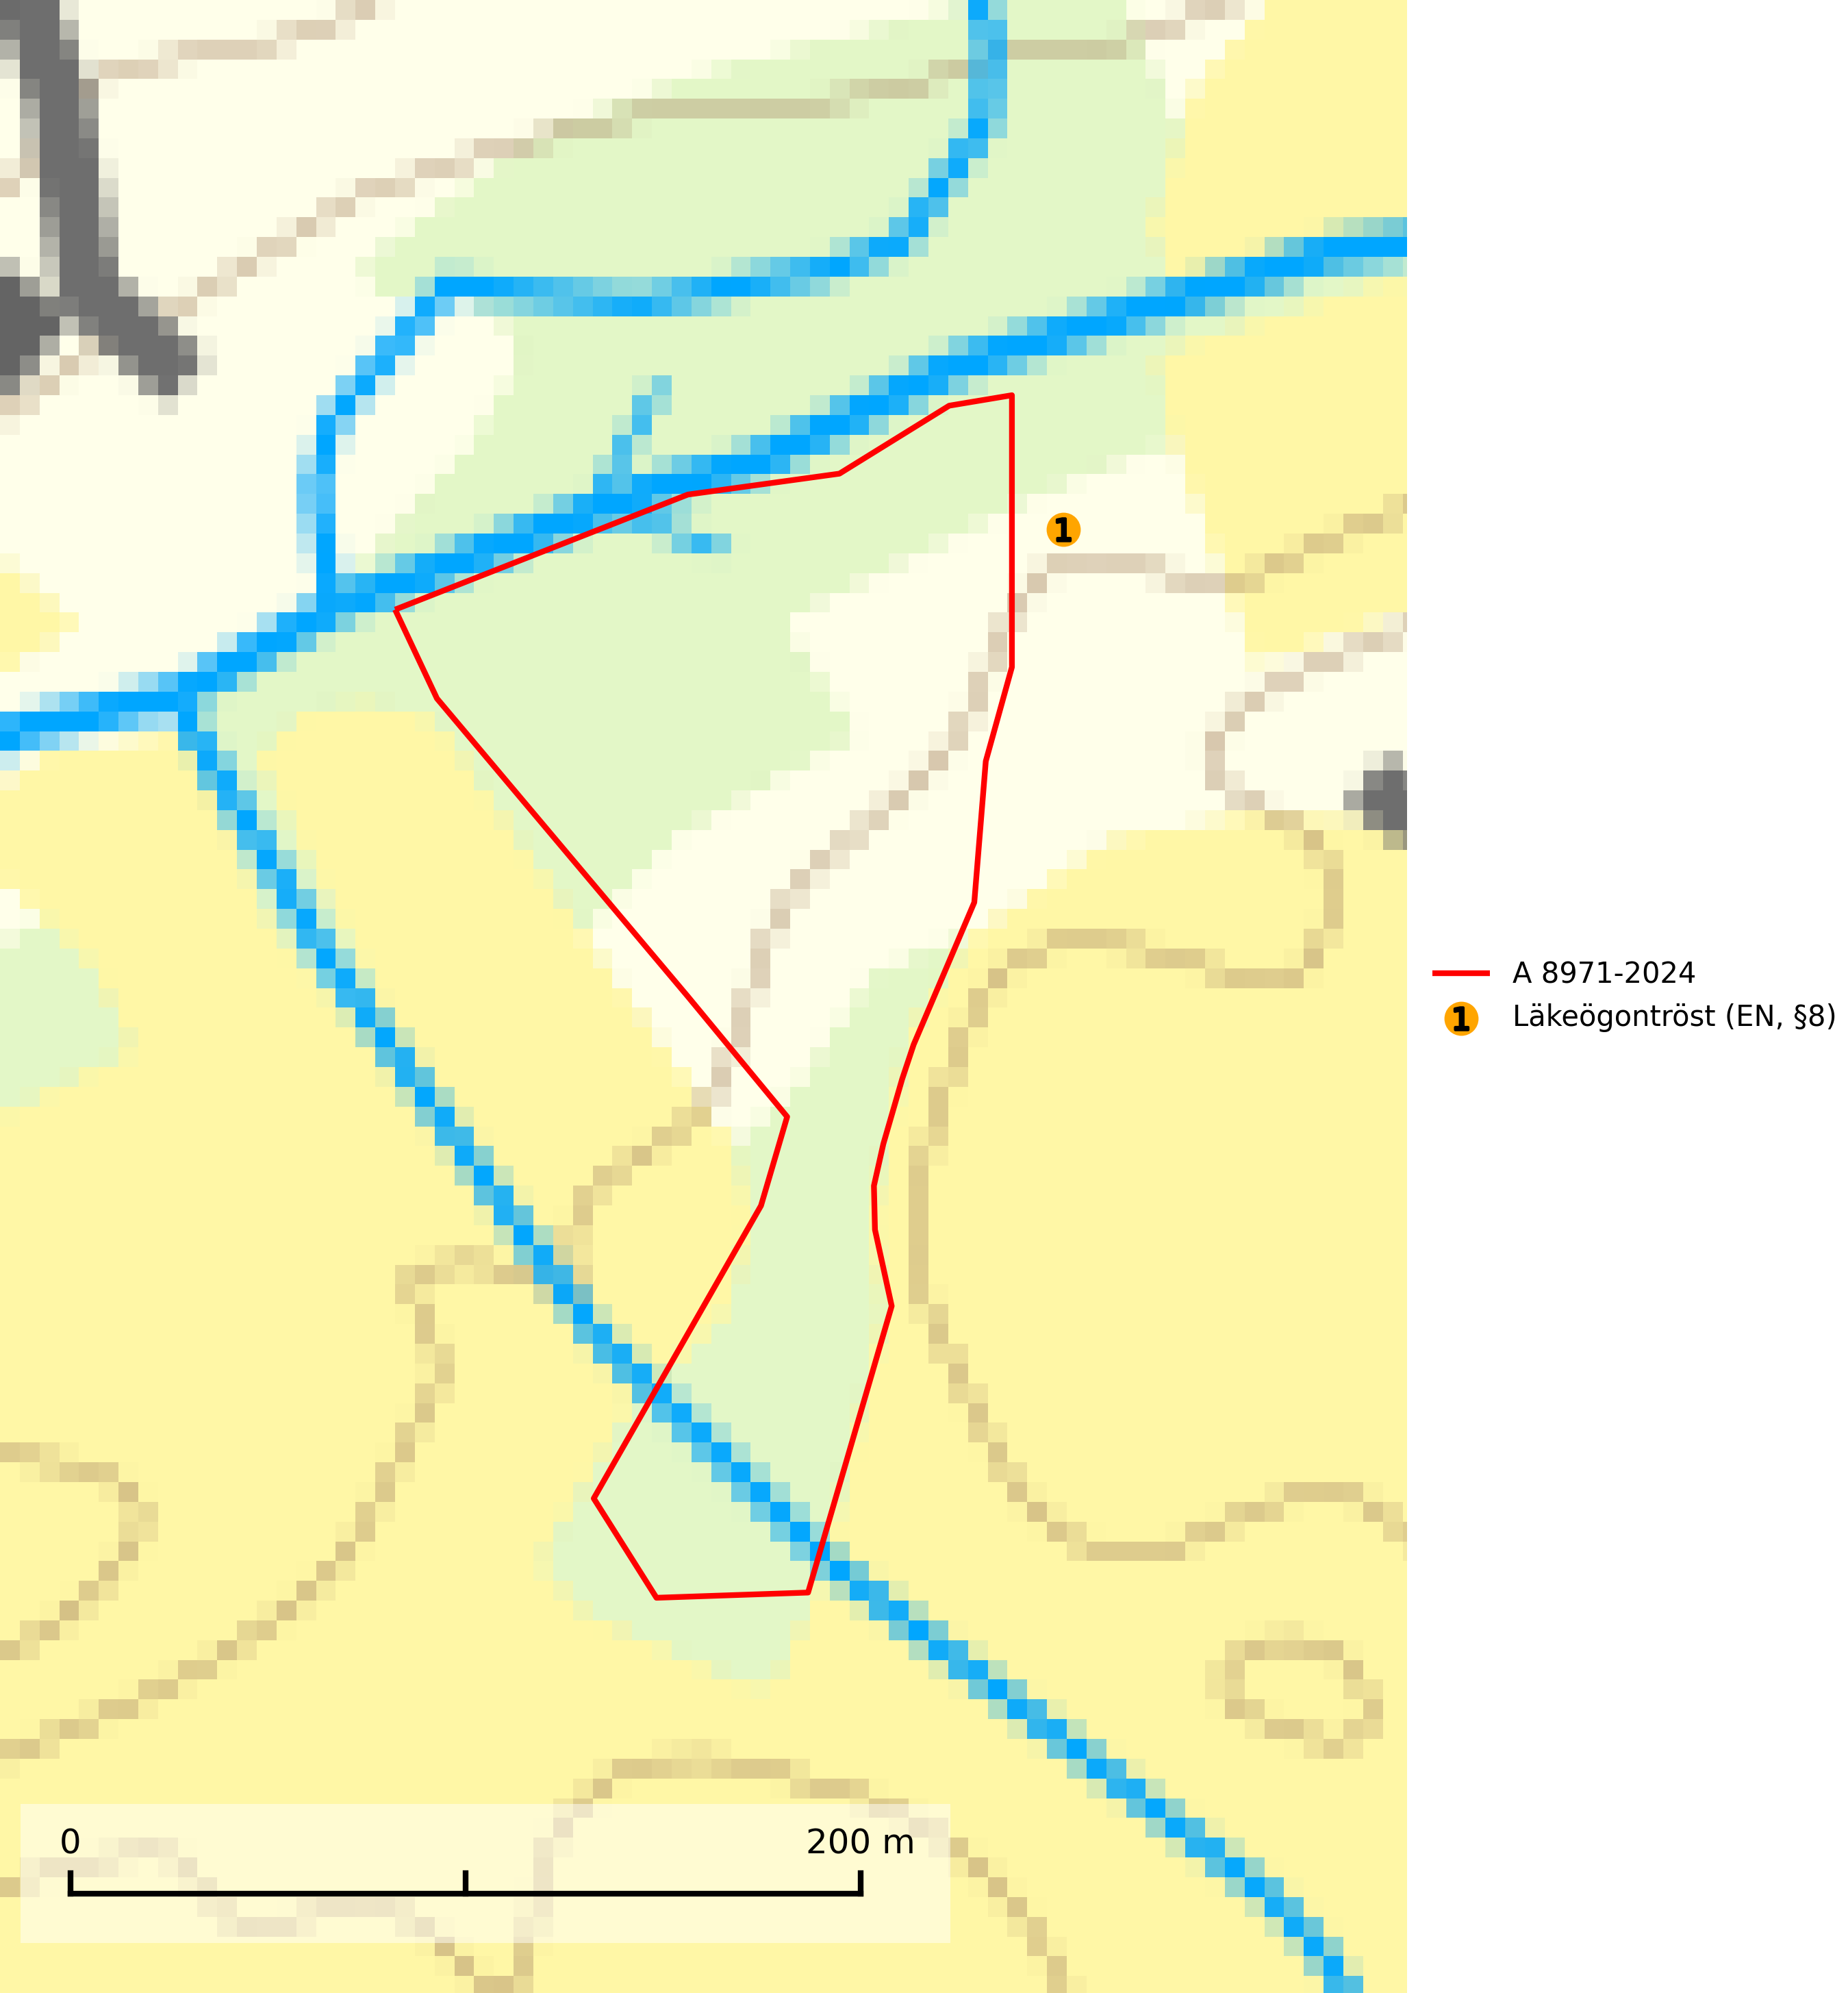 1
A 8971-2024
1 Läkeögontröst (EN, §8)
0 200 m